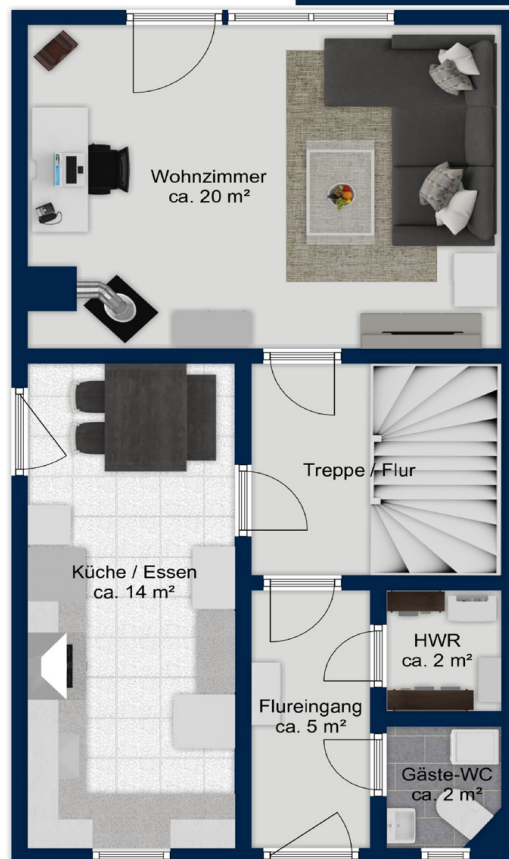 Wohnzimmer
ca. 20 m²
Treppe / Flur
Küche / Essen
ca. 14 m²
HWR
ca. 2 m²
Flureingang
ca. 5 m²
Gäste-WC
ca. 2 m²